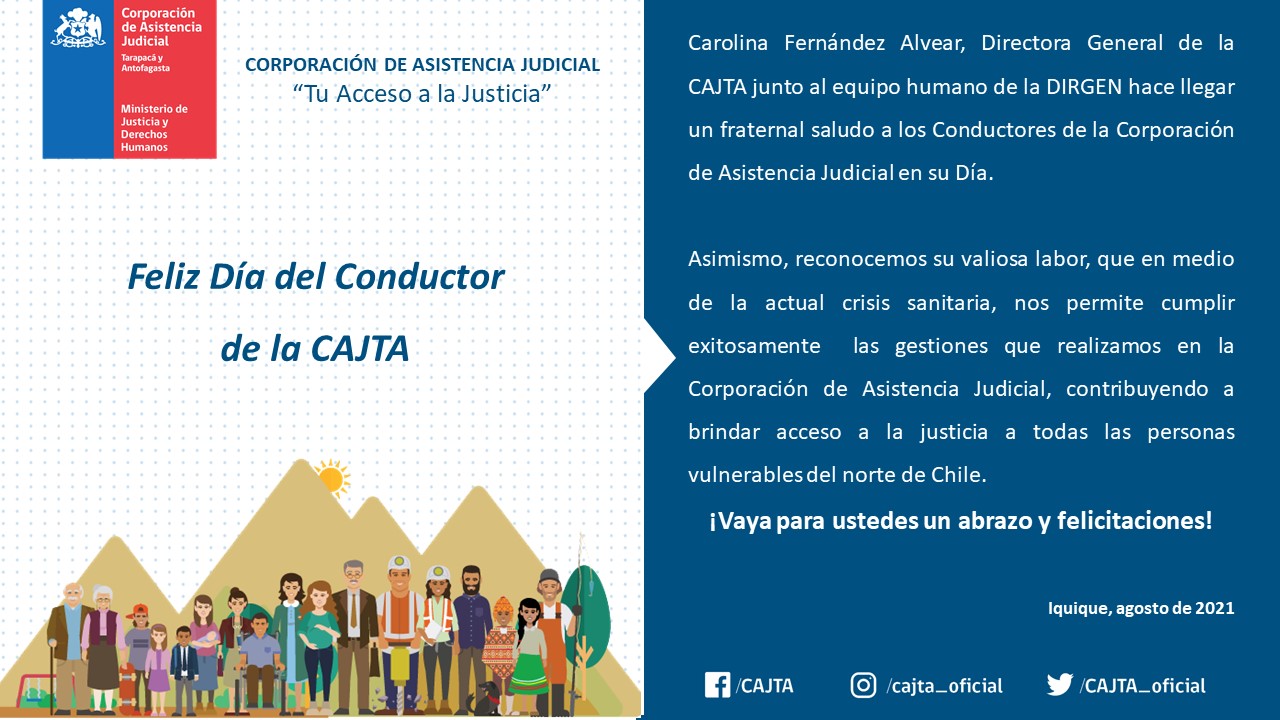 Corporación
de Asistencia
Judicial
Tarapacá y
Antofagasta
Ministerio de
Justicia y
Derechos
Humanos
CORPORACIÓN DE ASISTENCIA JUDICIAL
“Tu Acceso a la Justicia”
Feliz Día del Conductor
de la CAJTA
Carolina Fernández Alvear, Directora General de la
CAJTA junto al equipo humano de la DIRGEN hace llegar
un fraternal saludo a los Conductores de la Corporación
de Asistencia Judicial en su Día.
Asimismo, reconocemos su valiosa labor, que en medio
de la actual crisis sanitaria, nos permite cumplir
exitosamente las gestiones que realizamos en la
Corporación de Asistencia Judicial, contribuyendo a
brindar acceso a la justicia a todas las personas
vulnerables del norte de Chile.
¡Vaya para ustedes un abrazo y felicitaciones!
Iquique, agosto de 2021
/CAJTA /cajta_oficial /CAJTA_oficial